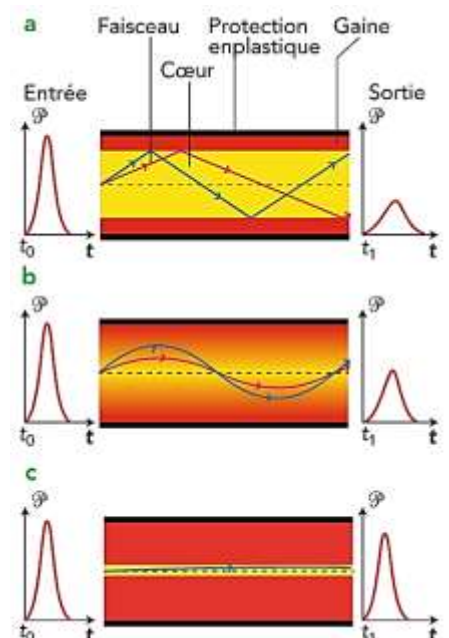 a
Faisceau Protection Gaine
enplastique
Cœur
Entrée Sortie
𝒫 𝒫
t₀ t t₁ t
b
𝒫 𝒫
t₀ t t₁ t
c
𝒫 𝒫
t₀ t t₁ t